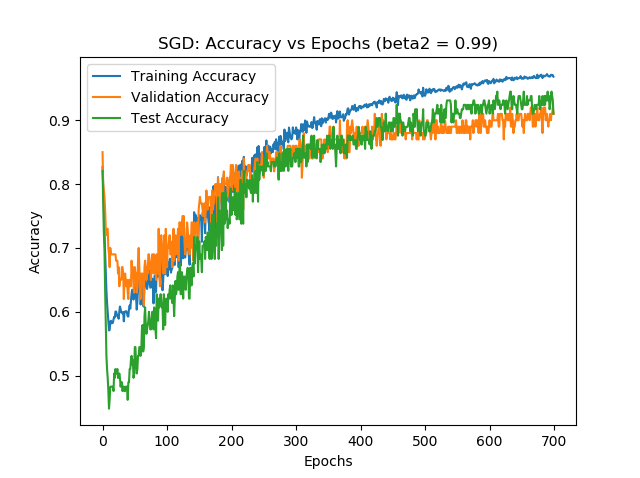 SGD: Accuracy vs Epochs (beta2 = 0.99)
Training Accuracy
Validation Accuracy
Test Accuracy
Accuracy
0.9
0.8
0.7
0.6
0.5
0 100 200 300 400 500 600 700
Epochs